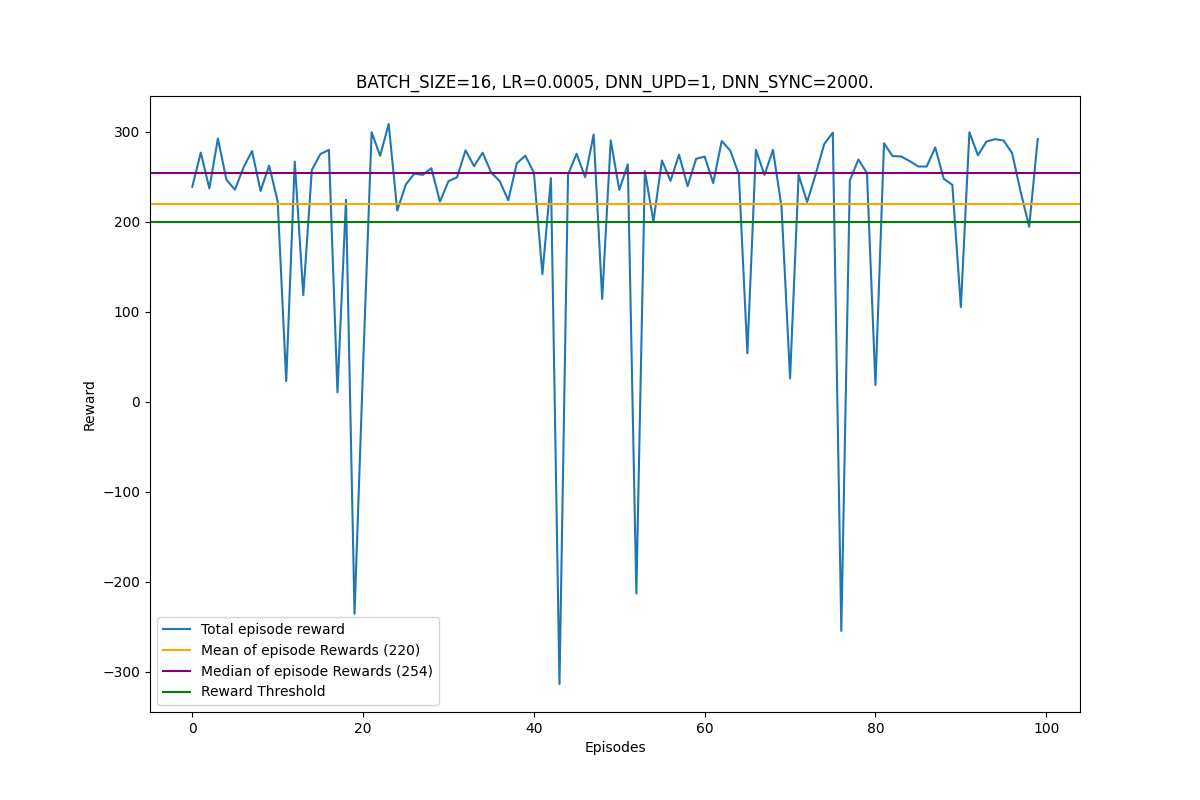 BATCH_SIZE=16, LR=0.0005, DNN_UPD=1, DNN_SYNC=2000.
300
200
100
0
−100
−200
−300
Reward
Total episode reward
Mean of episode Rewards (220)
Median of episode Rewards (254)
Reward Threshold
0 20 40 60 80 100
Episodes